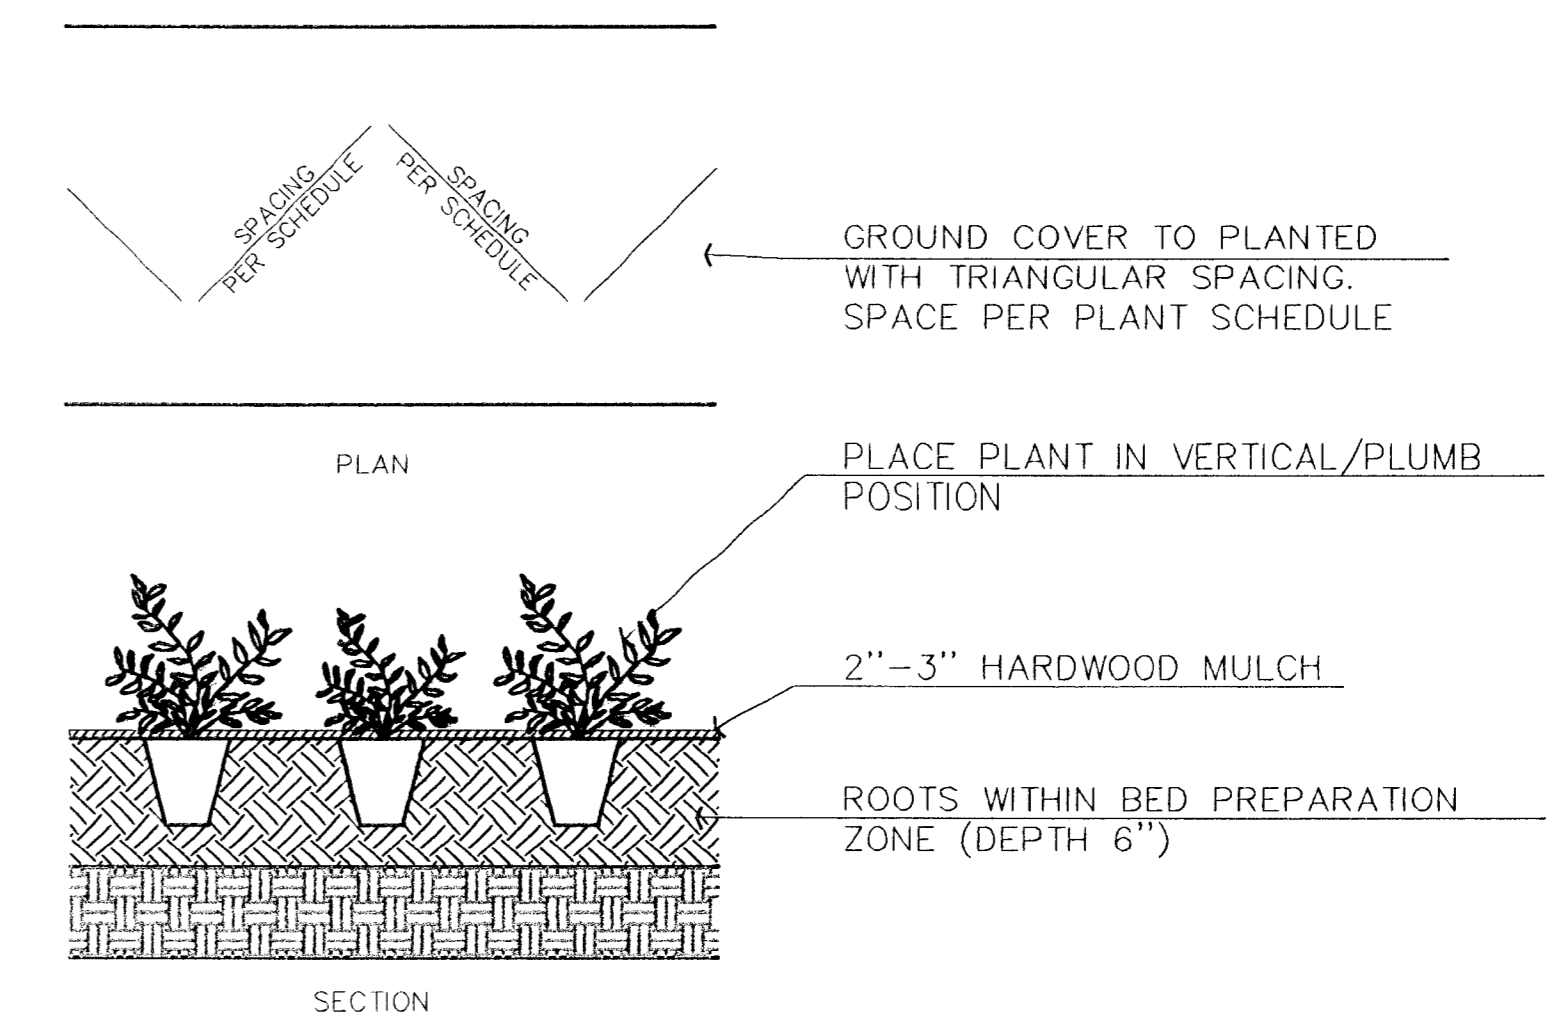 SPACING
PER SCHEDULE
SPACING
PER SCHEDULE
GROUND COVER TO PLANTED
WITH TRIANGULAR SPACING.
SPACE PER PLANT SCHEDULE
PLAN
PLACE PLANT IN VERTICAL/PLUMB
POSITION
2"-3" HARDWOOD MULCH
ROOTS WITHIN BED PREPARATION
ZONE (DEPTH 6")
SECTION